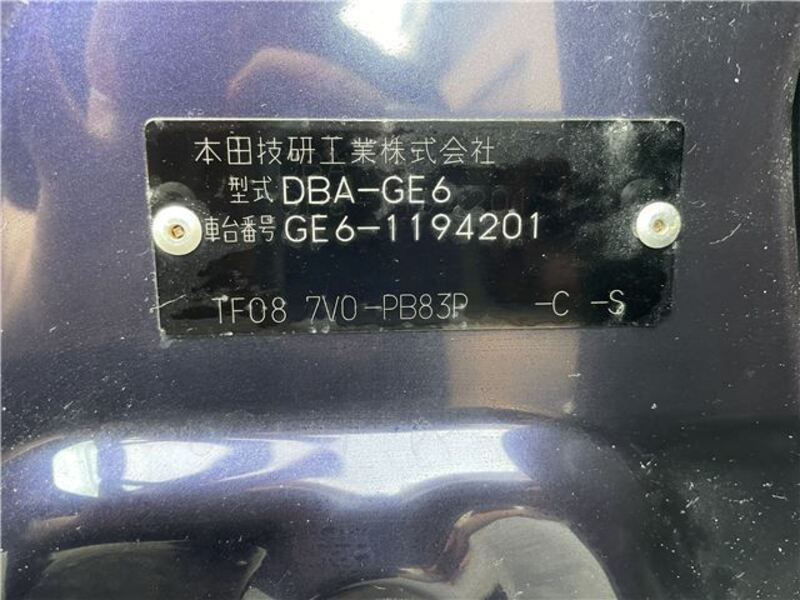 本田技研工業株式会社
型式 DBA-GE6
車台番号 GE6-1194201
TF08 7V0-PB83P -C -S